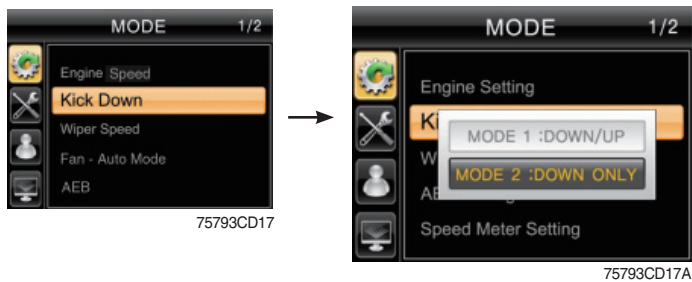 MODE 1/2
Engine Speed
Kick Down
Wiper Speed
Fan - Auto Mode
AEB
75793CD17
MODE 1/2
Engine Setting
Ki
MODE 1 :DOWN/UP
W
MODE 2 :DOWN ONLY
AE
Speed Meter Setting
75793CD17A